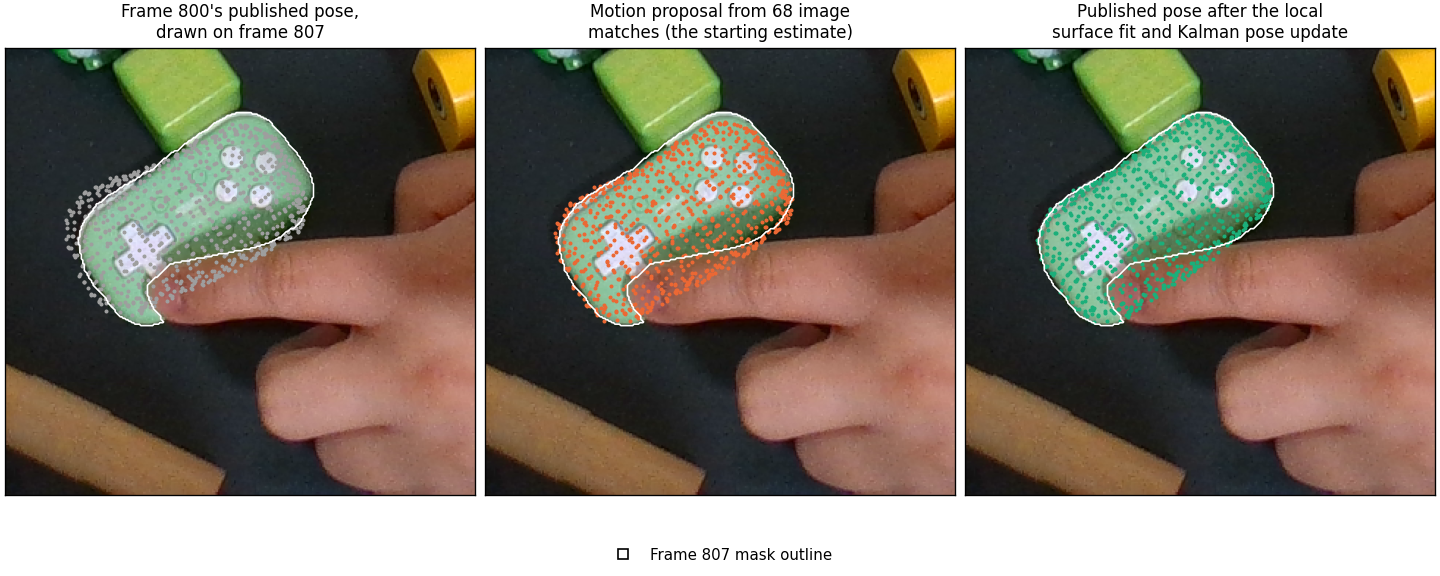 Frame 800's published pose,
drawn on frame 807
Motion proposal from 68 image
matches (the starting estimate)
Published pose after the local
surface fit and Kalman pose update
Frame 807 mask outline